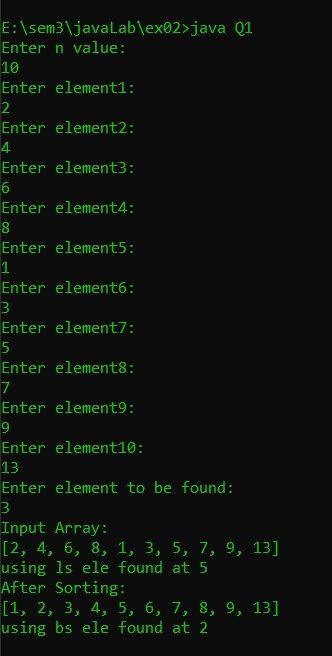 E:\sem3\javaLab\ex02>java Q1
Enter n value:
10
Enter element1:
2
Enter element2:
4
Enter element3:
6
Enter element4:
8
Enter element5:
1
Enter element6:
3
Enter element7:
5
Enter element8:
7
Enter element9:
9
Enter element10:
13
Enter element to be found:
3
Input Array:
[2, 4, 6, 8, 1, 3, 5, 7, 9, 13]
using ls ele found at 5
After Sorting:
[1, 2, 3, 4, 5, 6, 7, 8, 9, 13]
using bs ele found at 2